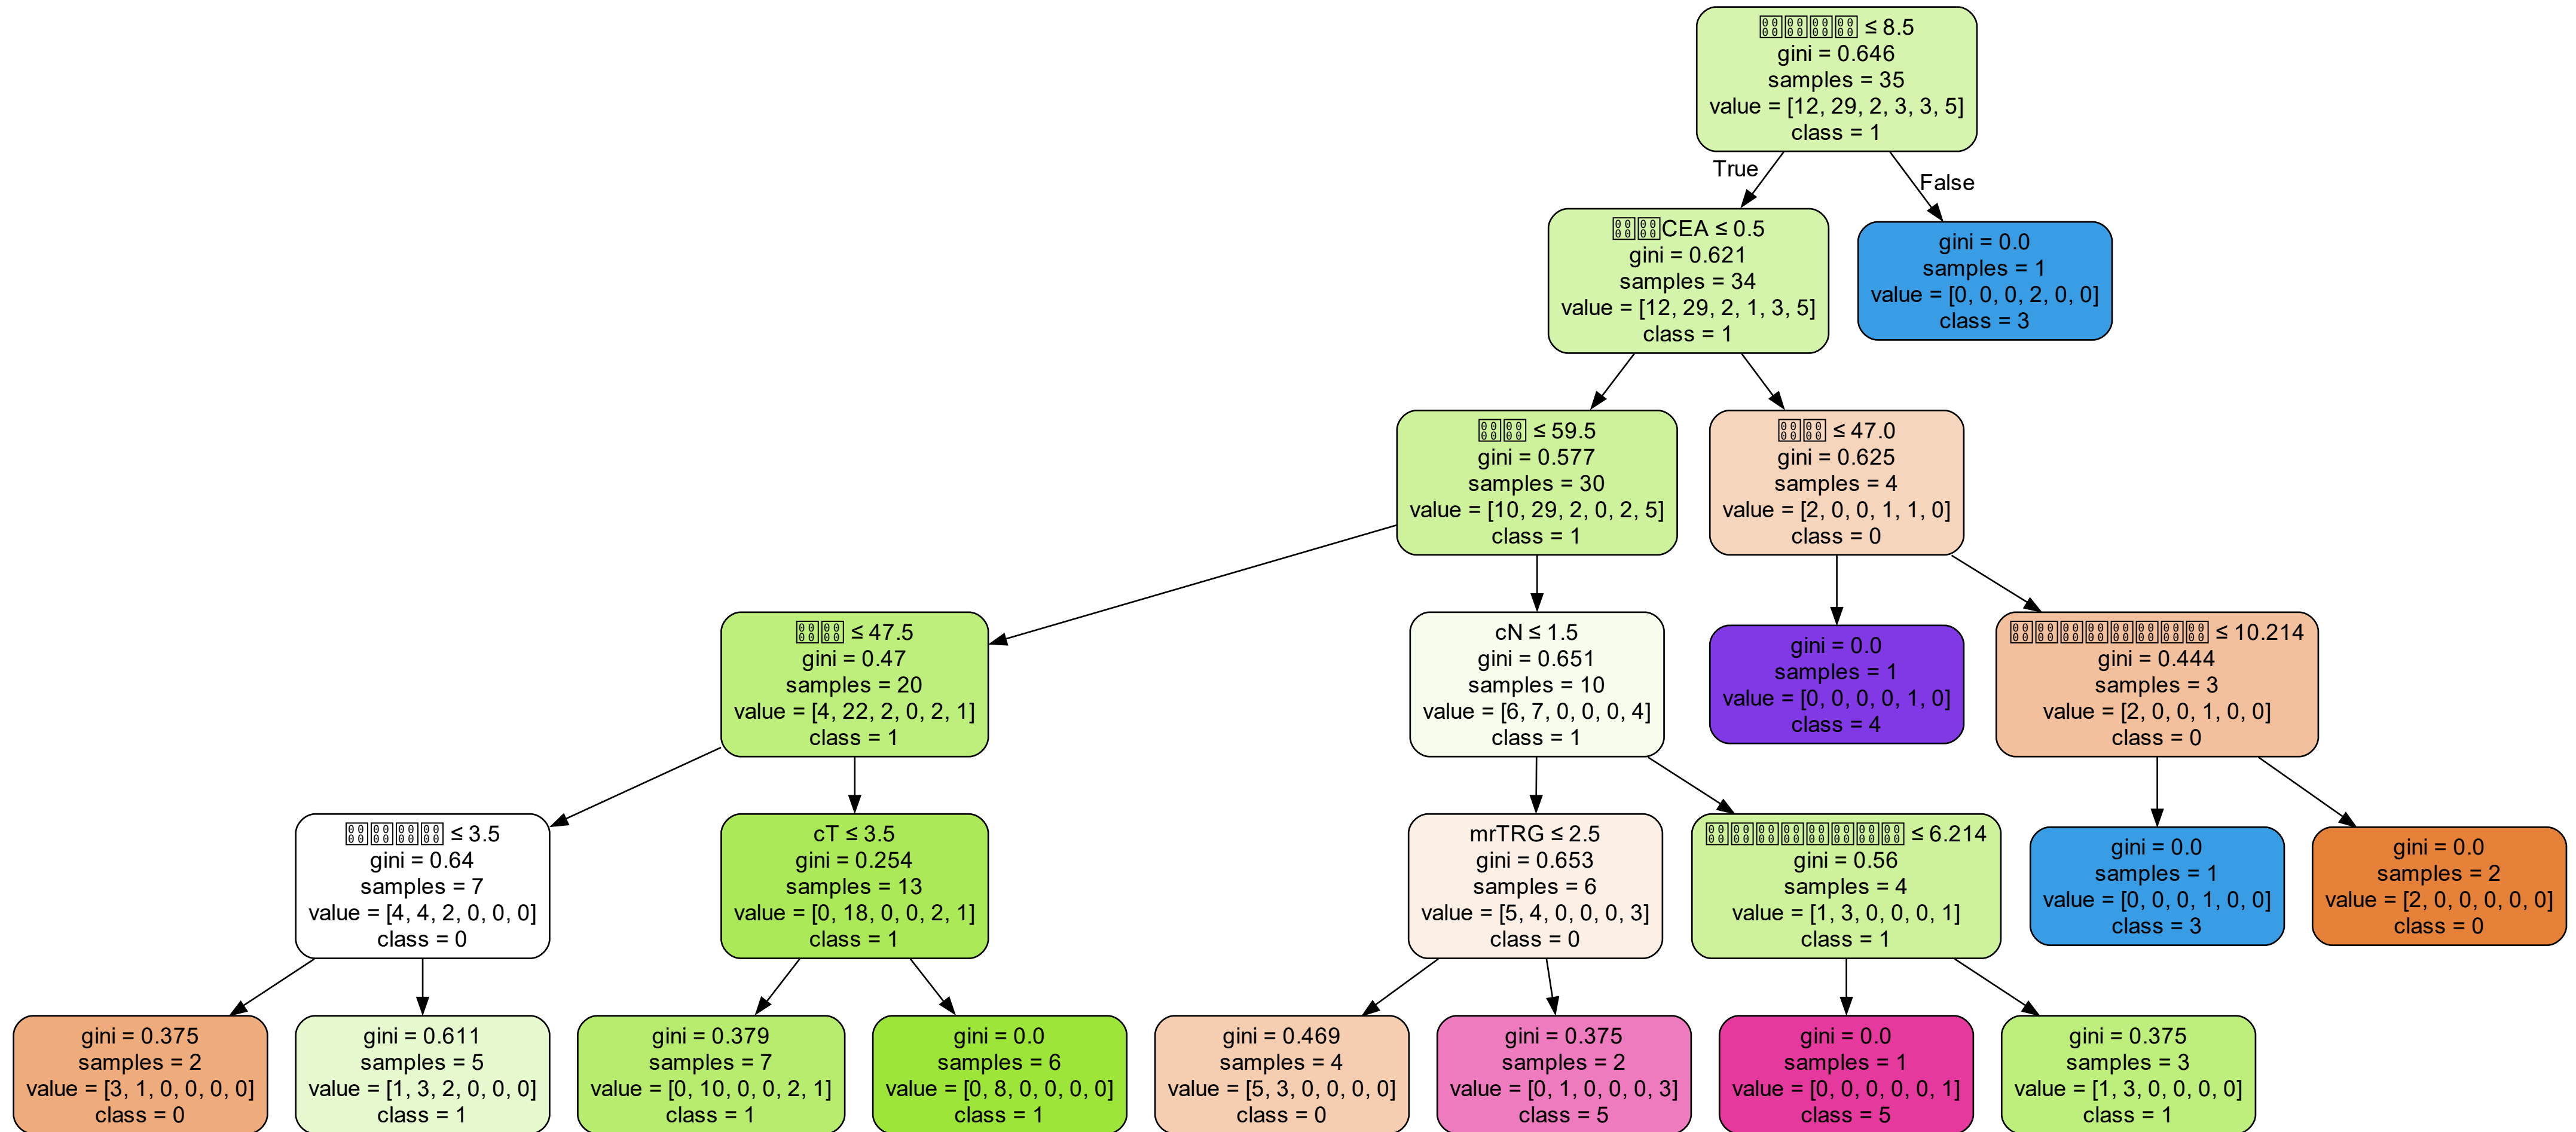 ≤ 8.5
gini = 0.646
samples = 35
value = [12, 29, 2, 3, 3, 5]
class = 1
True
False
CEA ≤ 0.5
gini = 0.621
samples = 34
value = [12, 29, 2, 1, 3, 5]
class = 1
gini = 0.0
samples = 1
value = [0, 0, 0, 2, 0, 0]
class = 3
≤ 59.5
gini = 0.577
samples = 30
value = [10, 29, 2, 0, 2, 5]
class = 1
≤ 47.0
gini = 0.625
samples = 4
value = [2, 0, 0, 1, 1, 0]
class = 0
≤ 47.5
gini = 0.47
samples = 20
value = [4, 22, 2, 0, 2, 1]
class = 1
cN ≤ 1.5
gini = 0.651
samples = 10
value = [6, 7, 0, 0, 0, 4]
class = 1
gini = 0.0
samples = 1
value = [0, 0, 0, 0, 1, 0]
class = 4
≤ 10.214
gini = 0.444
samples = 3
value = [2, 0, 0, 1, 0, 0]
class = 0
≤ 3.5
gini = 0.64
samples = 7
value = [4, 4, 2, 0, 0, 0]
class = 0
cT ≤ 3.5
gini = 0.254
samples = 13
value = [0, 18, 0, 0, 2, 1]
class = 1
mrTRG ≤ 2.5
gini = 0.653
samples = 6
value = [5, 4, 0, 0, 0, 3]
class = 0
≤ 6.214
gini = 0.56
samples = 4
value = [1, 3, 0, 0, 0, 1]
class = 1
gini = 0.0
samples = 1
value = [0, 0, 0, 1, 0, 0]
class = 3
gini = 0.0
samples = 2
value = [2, 0, 0, 0, 0, 0]
class = 0
gini = 0.375
samples = 2
value = [3, 1, 0, 0, 0, 0]
class = 0
gini = 0.611
samples = 5
value = [1, 3, 2, 0, 0, 0]
class = 1
gini = 0.379
samples = 7
value = [0, 10, 0, 0, 2, 1]
class = 1
gini = 0.0
samples = 6
value = [0, 8, 0, 0, 0, 0]
class = 1
gini = 0.469
samples = 4
value = [5, 3, 0, 0, 0, 0]
class = 0
gini = 0.375
samples = 2
value = [0, 1, 0, 0, 0, 3]
class = 5
gini = 0.0
samples = 1
value = [0, 0, 0, 0, 0, 1]
class = 5
gini = 0.375
samples = 3
value = [1, 3, 0, 0, 0, 0]
class = 1